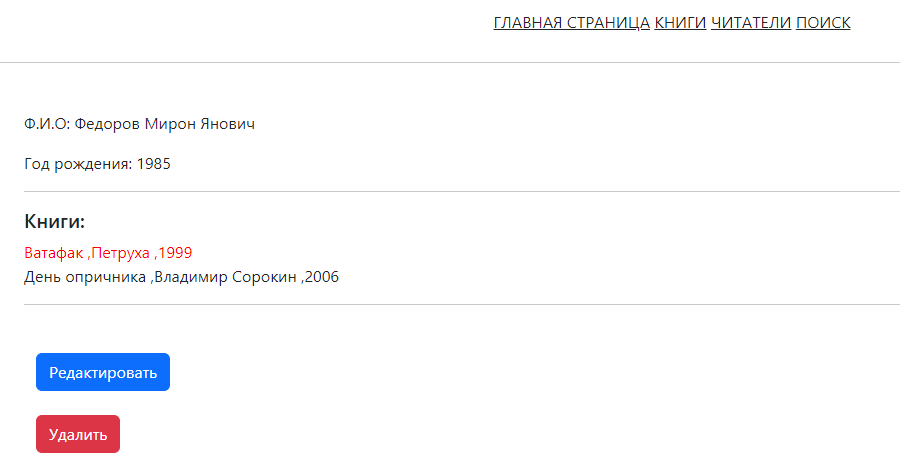 ГЛАВНАЯ СТРАНИЦА КНИГИ ЧИТАТЕЛИ ПОИСК
Ф.И.О: Федоров Мирон Янович
Год рождения: 1985
Книги:
Ватафак ,Петруха ,1999
День опричника ,Владимир Сорокин ,2006
Редактировать
Удалить